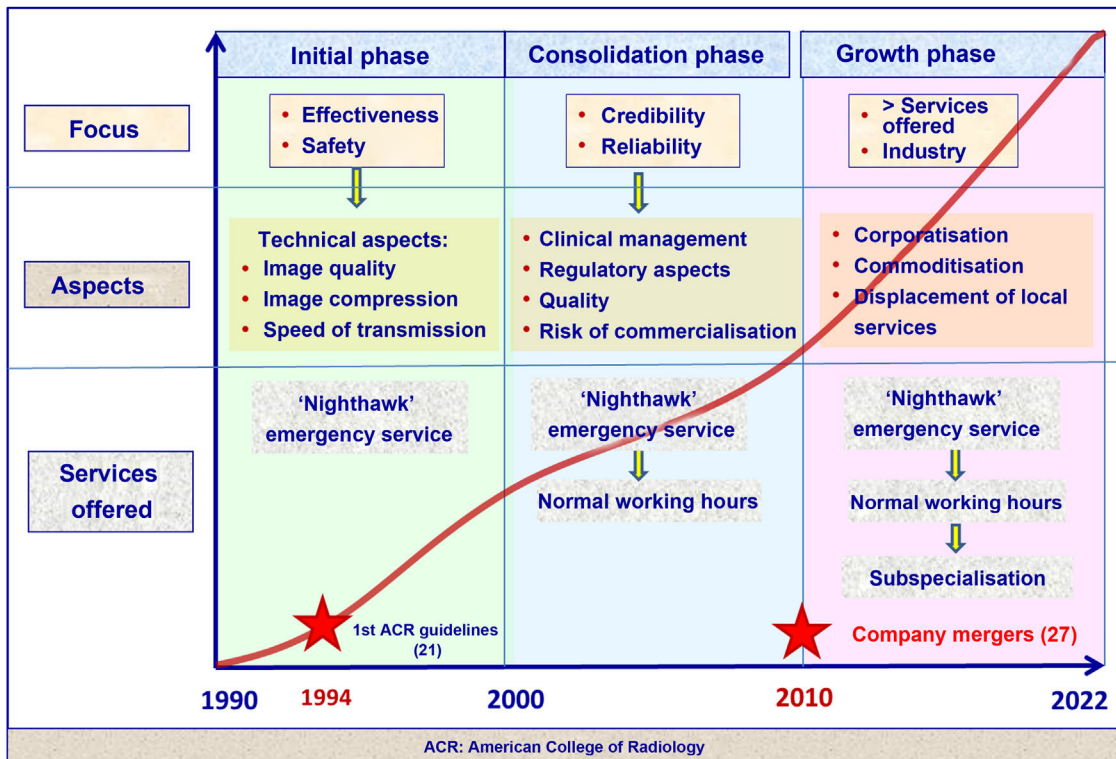 Initial phase
Consolidation phase
Growth phase
Focus
• Effectiveness
• Safety
• Credibility
• Reliability
• > Services
offered
• Industry
Aspects
Technical aspects:
• Image quality
• Image compression
• Speed of transmission
• Clinical management
• Regulatory aspects
• Quality
• Risk of commercialisation
• Corporatisation
• Commoditisation
• Displacement of local
services
Services
offered
‘Nighthawk’
emergency service
‘Nighthawk’
emergency service
Normal working hours
‘Nighthawk’
emergency service
Normal working hours
Subspecialisation
1st ACR guidelines
(21)
Company mergers (27)
1990
1994
2000
2010
2022
ACR: American College of Radiology